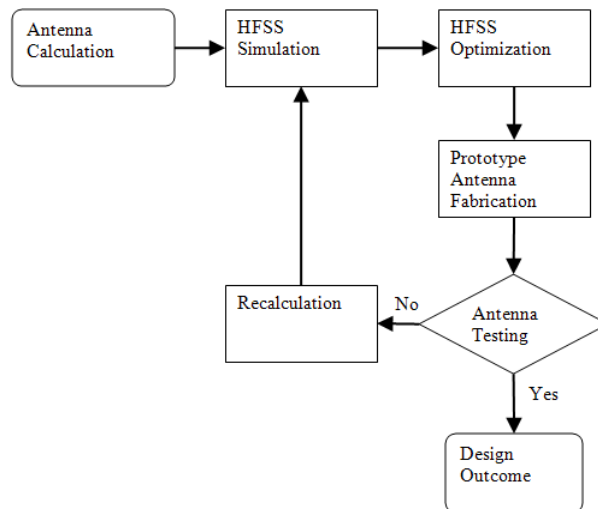 Antenna
Calculation
HFSS
Simulation
HFSS
Optimization
Prototype
Antenna
Fabrication
Antenna
Testing
No
Recalculation
Yes
Design
Outcome